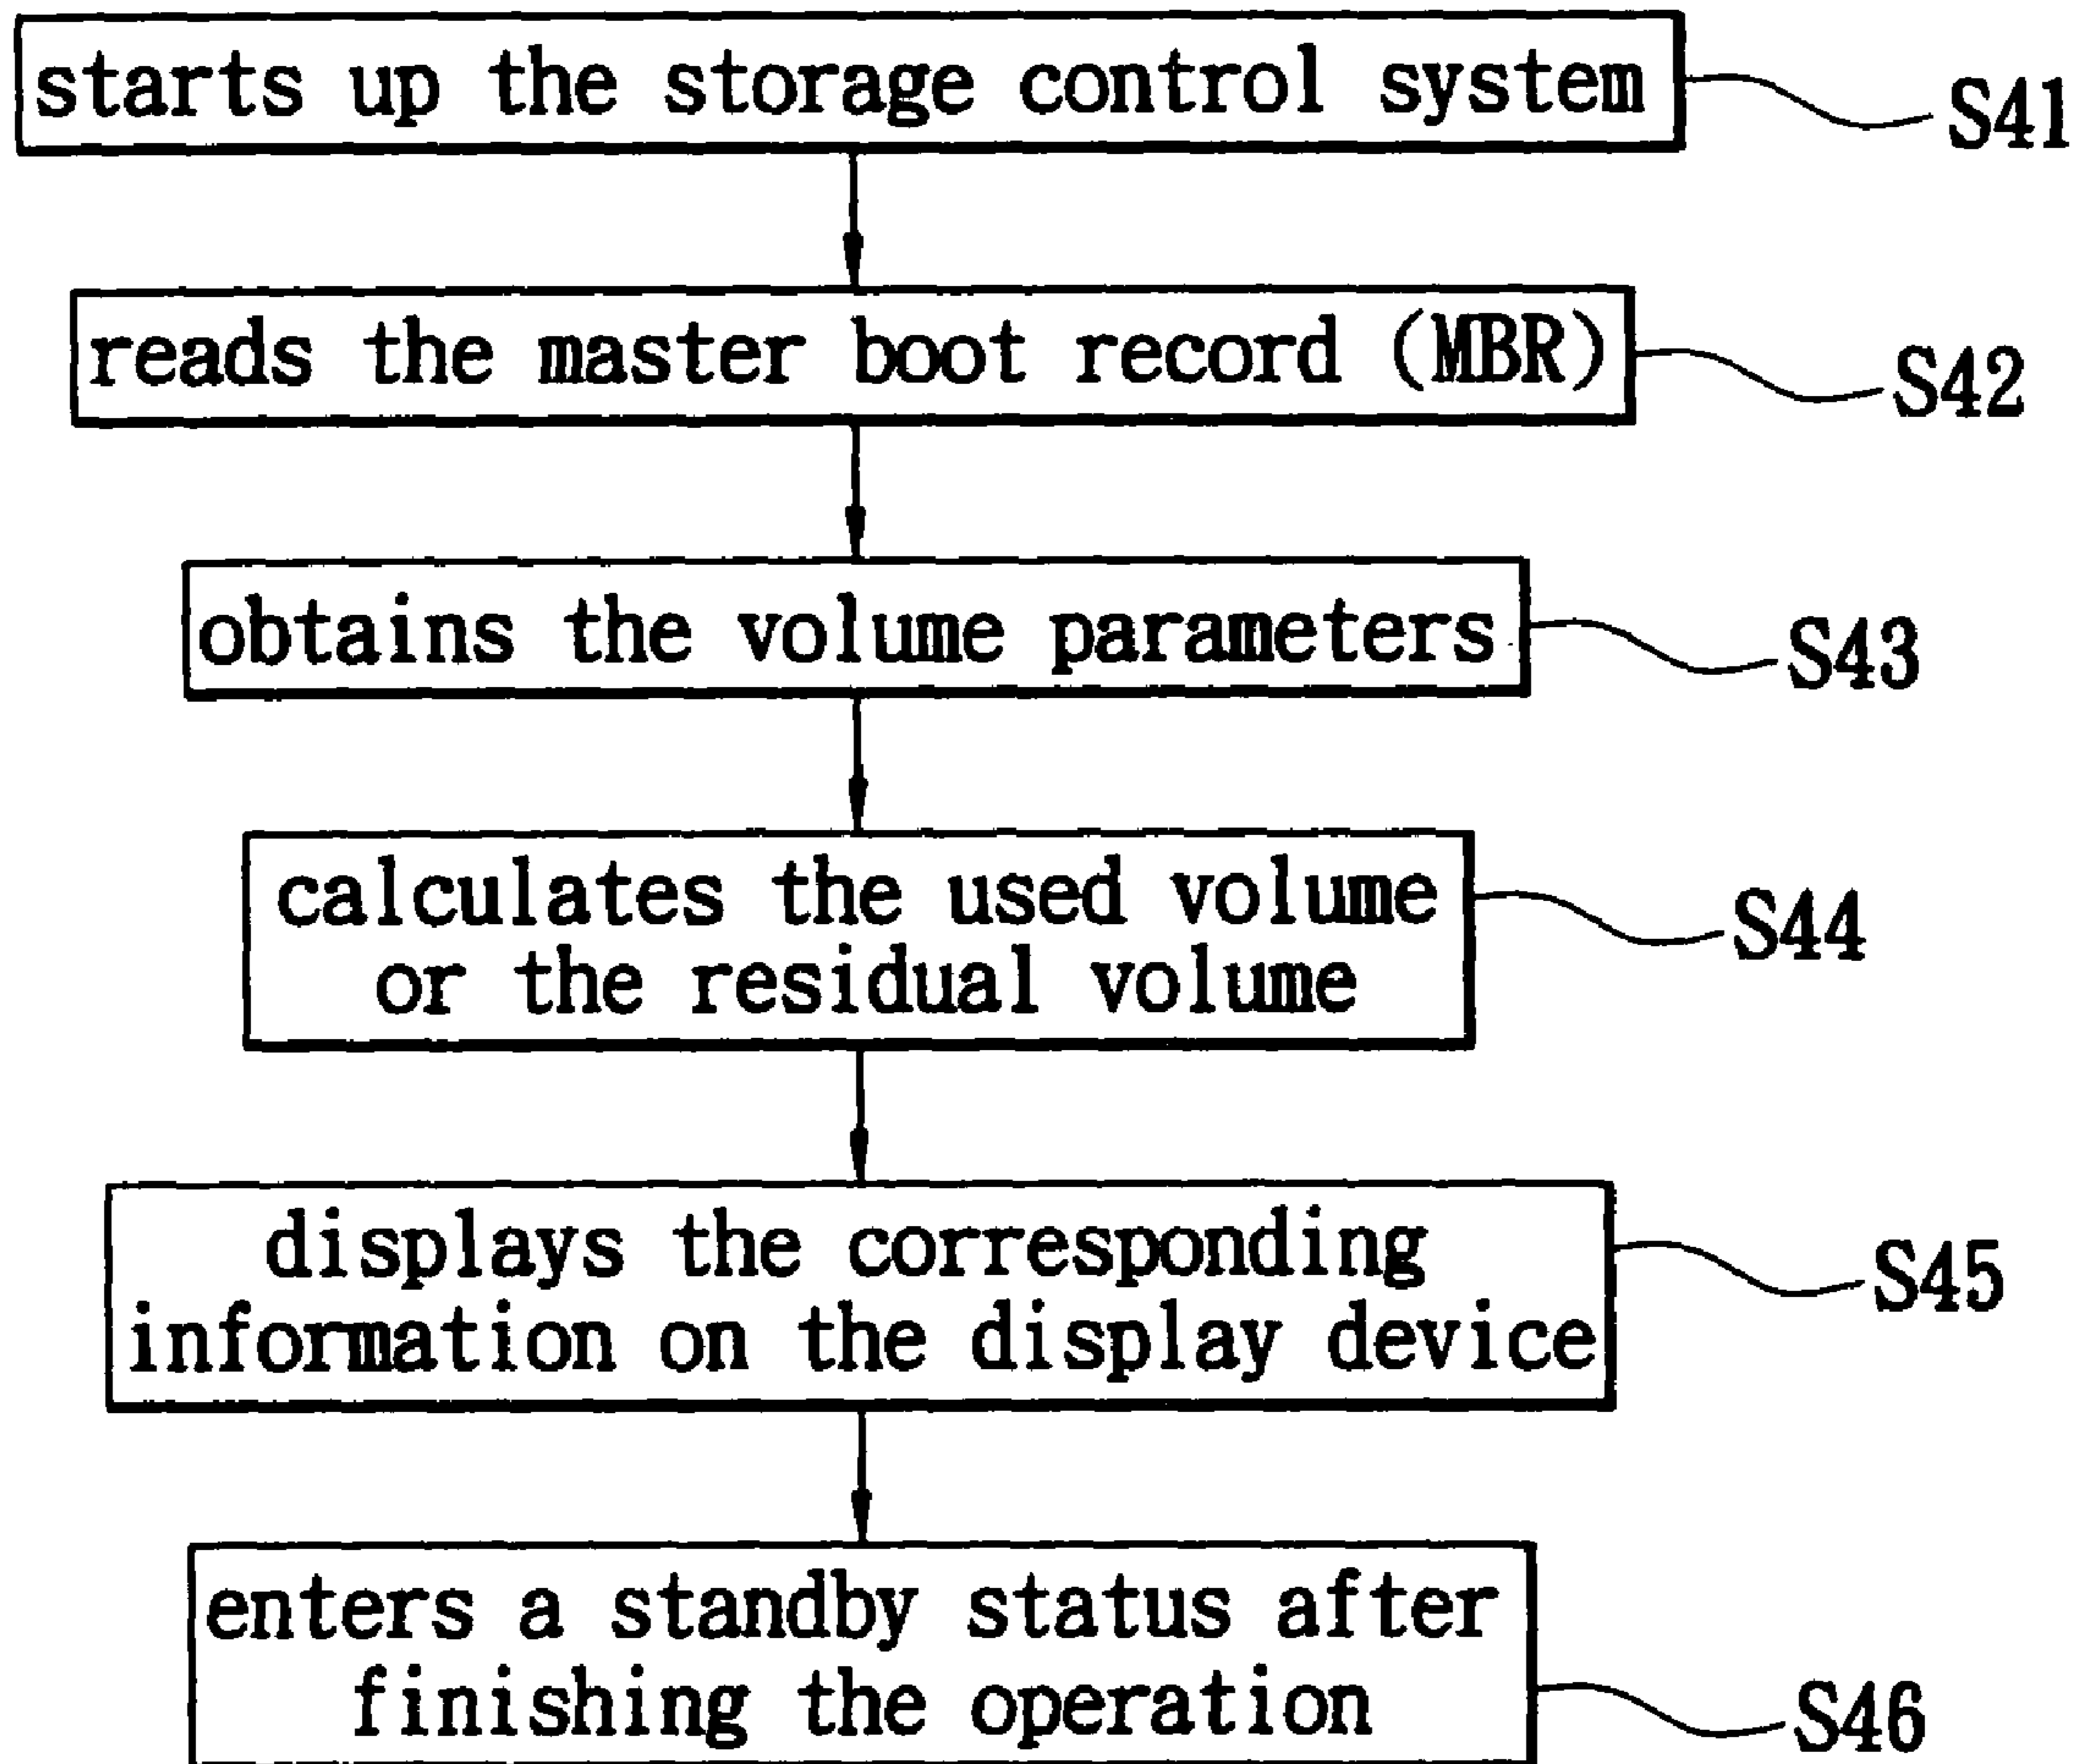 starts up the storage control system
S41
reads the master boot record (MBR)
S42
obtains the volume parameters
S43
calculates the used volume
or the residual volume
S44
displays the corresponding
information on the display device
S45
enters a standby status after
finishing the operation
S46